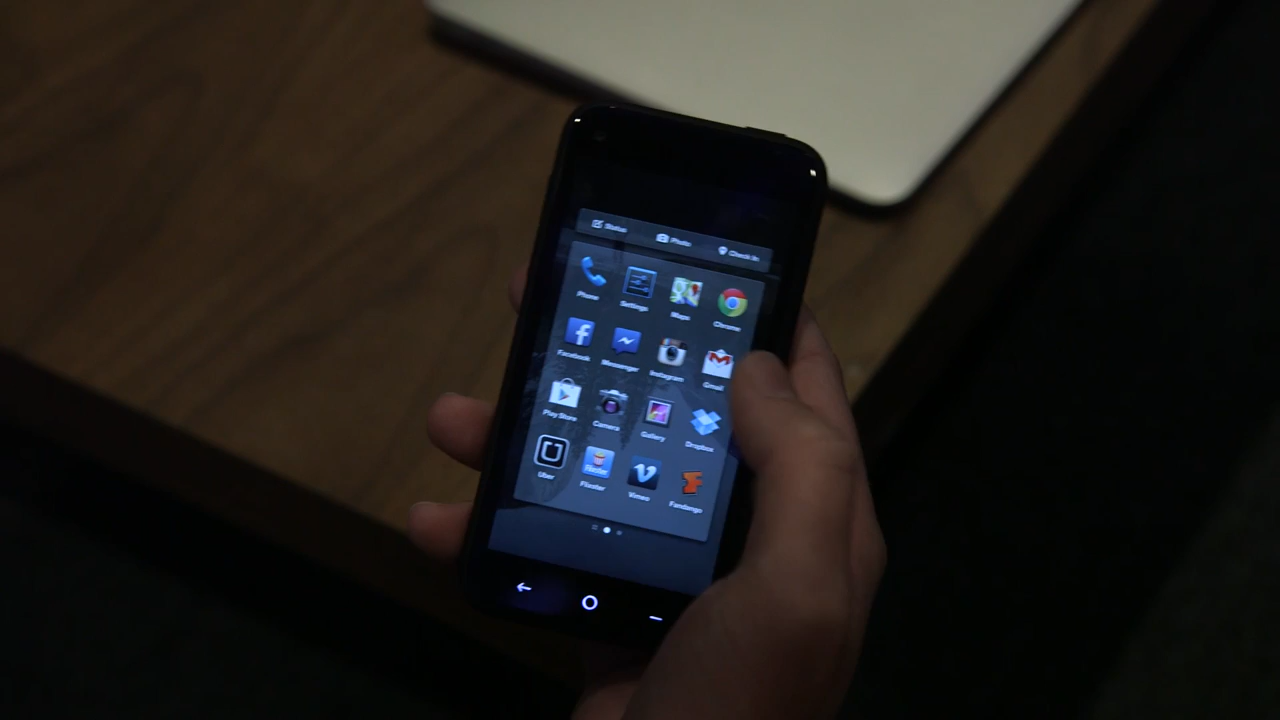 Status Photo Check In
Phone Settings Maps Chrome
Facebook Messenger Instagram Gmail
Play Store Camera Gallery Dropbox
Uber Flixster Vimeo Fandango